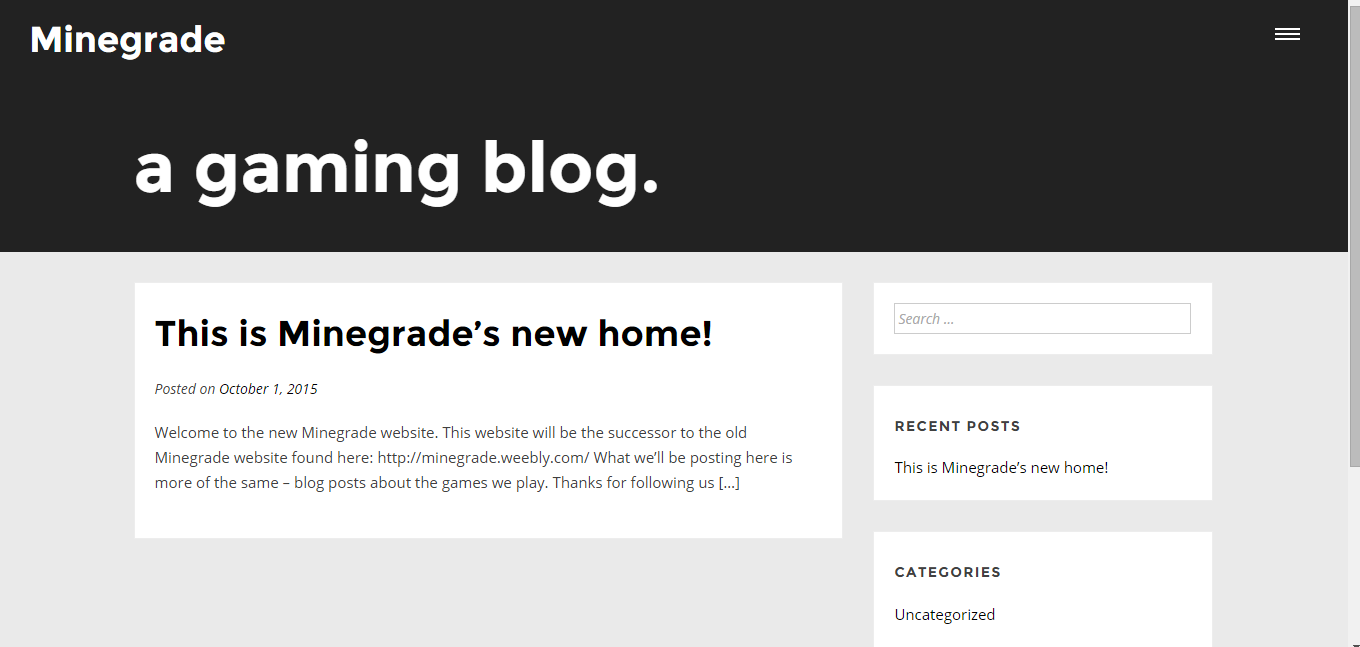 Minegrade
a gaming blog.
This is Minegrade’s new home!
Posted on October 1, 2015
Welcome to the new Minegrade website. This website will be the successor to the old
Minegrade website found here: http://minegrade.weebly.com/ What we’ll be posting here is
more of the same – blog posts about the games we play. Thanks for following us […]
Search ...
RECENT POSTS
This is Minegrade’s new home!
CATEGORIES
Uncategorized